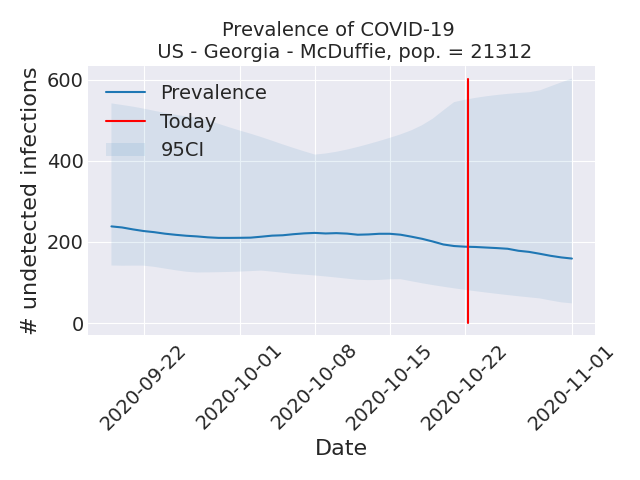 Prevalence of COVID-19
US - Georgia - McDuffie, pop. = 21312
# undetected infections
600
400
200
0
Prevalence
Today
95CI
2020-09-22
2020-10-01
2020-10-08
2020-10-15
2020-10-22
2020-11-01
Date